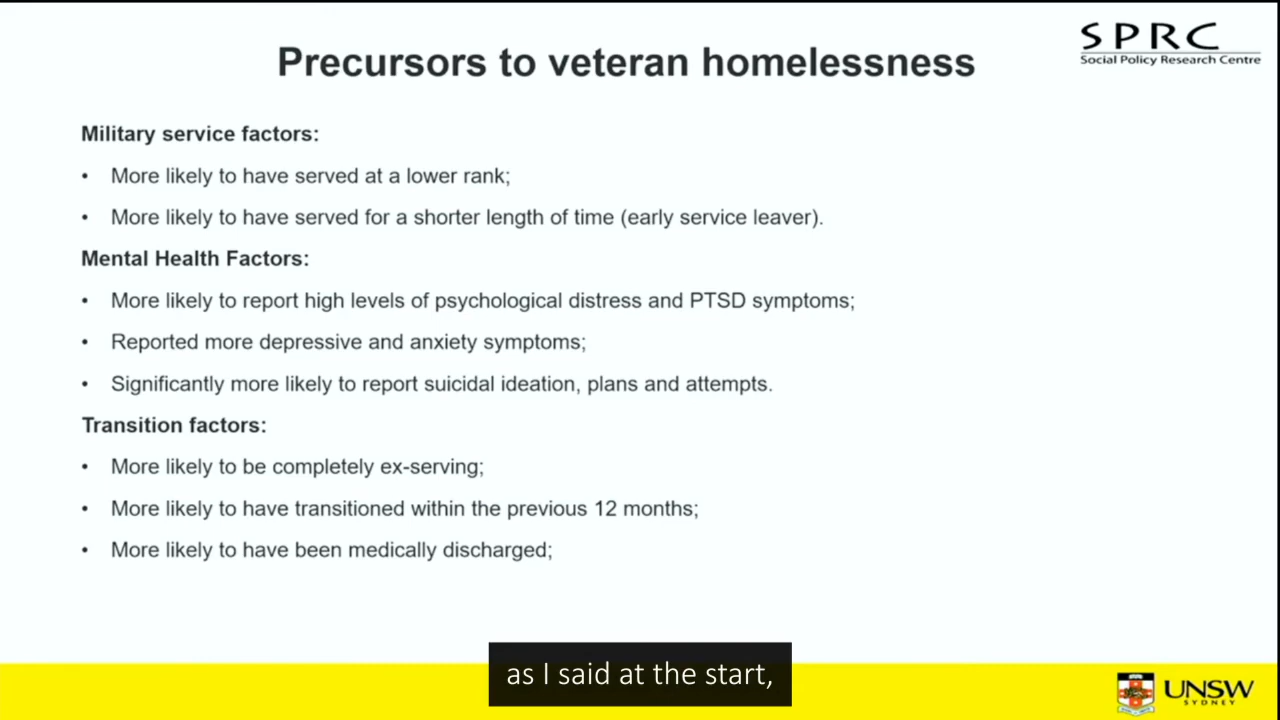 SPRC
Social Policy Research Centre
Precursors to veteran homelessness
Military service factors:
• More likely to have served at a lower rank;
• More likely to have served for a shorter length of time (early service leaver).
Mental Health Factors:
• More likely to report high levels of psychological distress and PTSD symptoms;
• Reported more depressive and anxiety symptoms;
• Significantly more likely to report suicidal ideation, plans and attempts.
Transition factors:
• More likely to be completely ex-serving;
• More likely to have transitioned within the previous 12 months;
• More likely to have been medically discharged;
as I said at the start,
UNSW
SYDNEY